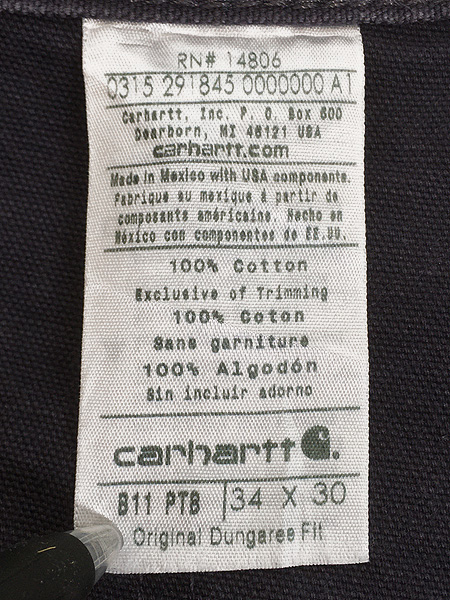 RN# 14806
0315 291845 0000000 A1
Carhartt, Inc. P. O. Box 600
Dearborn, MI 48121 USA
carhartt.com
Made in Mexico with USA components.
Fabriqué au mexique à partir de
composants américains. Hecho en
México con componentes de EE.UU.
100% Cotton
Exclusive of Trimming
100% Coton
Sans garniture
100% Algodón
Sin incluir adorno
carhartt
B11 PTB 34 X 30
Original Dungaree Fit